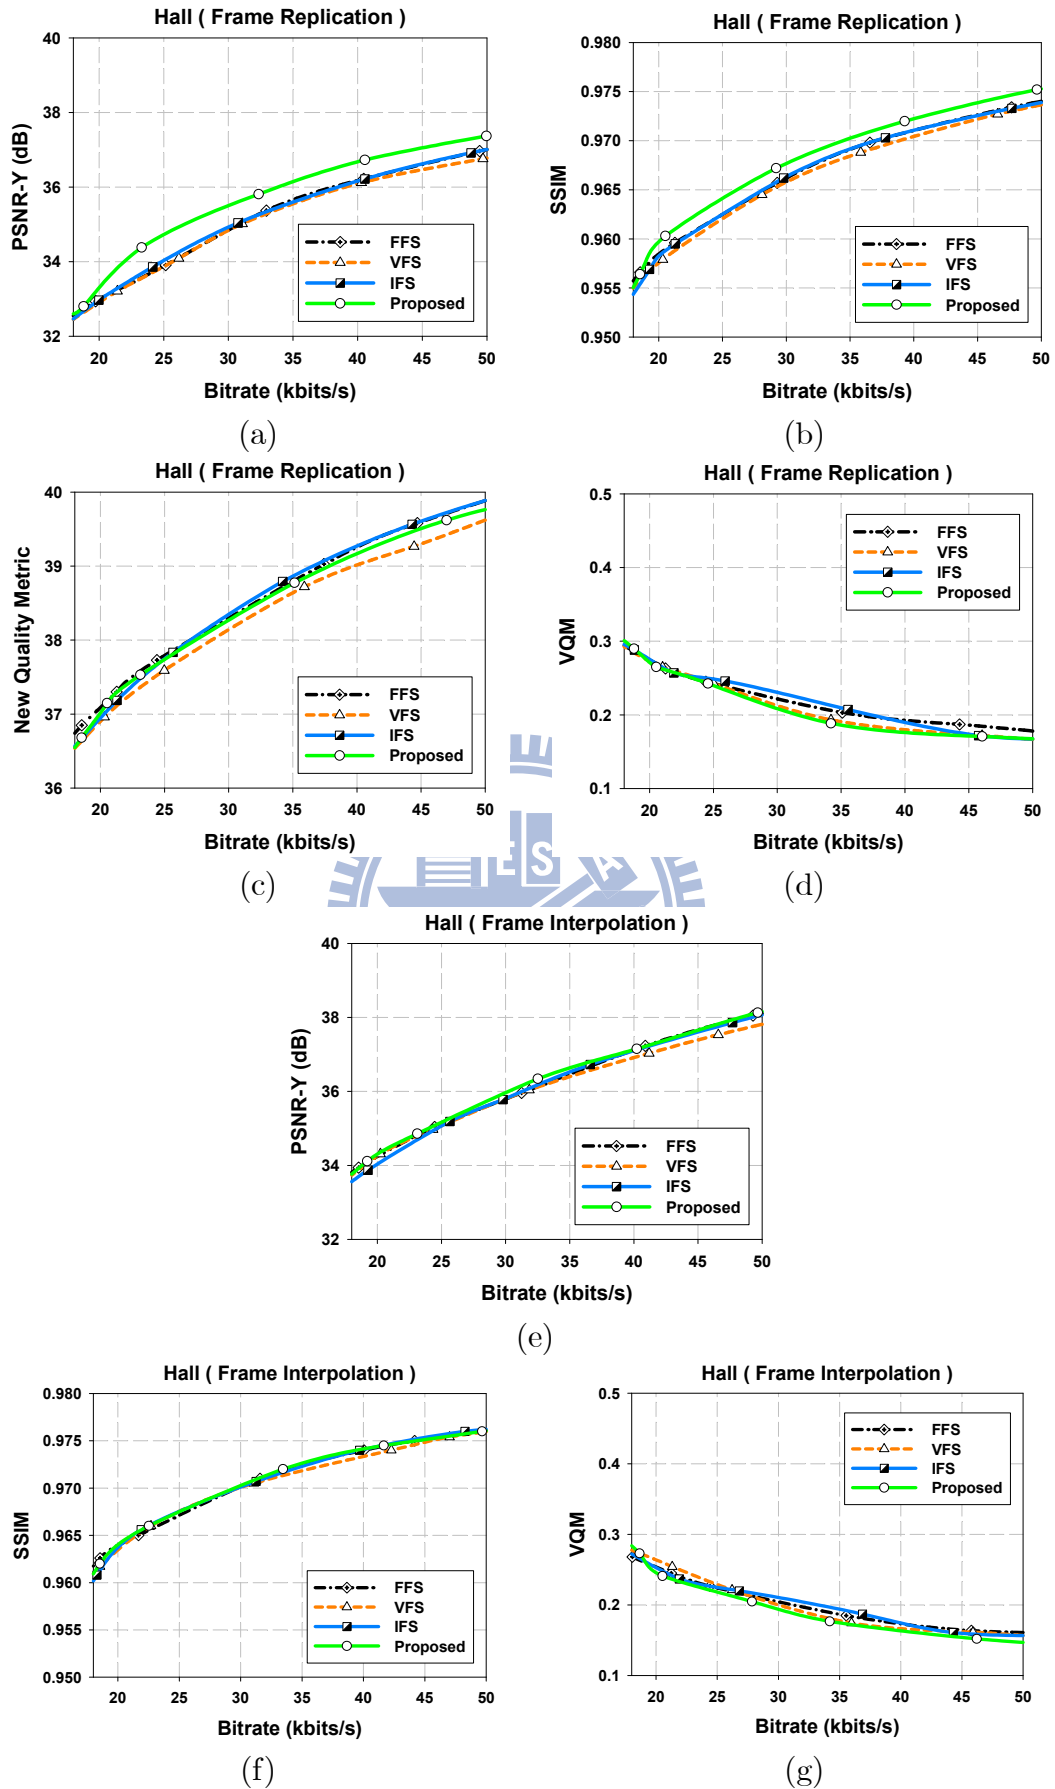 Hall ( Frame Replication )
PSNR-Y (dB)
40
38
36
34
32
20 25 30 35 40 45 50
Bitrate (kbits/s)
FFS
VFS
IFS
Proposed
(a)
Hall ( Frame Replication )
SSIM
0.980
0.975
0.970
0.965
0.960
0.955
0.950
20 25 30 35 40 45 50
Bitrate (kbits/s)
FFS
VFS
IFS
Proposed
(b)
Hall ( Frame Replication )
New Quality Metric
40
39
38
37
36
20 25 30 35 40 45 50
Bitrate (kbits/s)
FFS
VFS
IFS
Proposed
(c)
Hall ( Frame Replication )
VQM
0.5
0.4
0.3
0.2
0.1
20 25 30 35 40 45 50
Bitrate (kbits/s)
FFS
VFS
IFS
Proposed
(d)
E S A
Hall ( Frame Interpolation )
PSNR-Y (dB)
40
38
36
34
32
20 25 30 35 40 45 50
Bitrate (kbits/s)
FFS
VFS
IFS
Proposed
(e)
Hall ( Frame Interpolation )
SSIM
0.980
0.975
0.970
0.965
0.960
0.955
0.950
20 25 30 35 40 45 50
Bitrate (kbits/s)
FFS
VFS
IFS
Proposed
(f)
Hall ( Frame Interpolation )
VQM
0.5
0.4
0.3
0.2
0.1
20 25 30 35 40 45 50
Bitrate (kbits/s)
FFS
VFS
IFS
Proposed
(g)